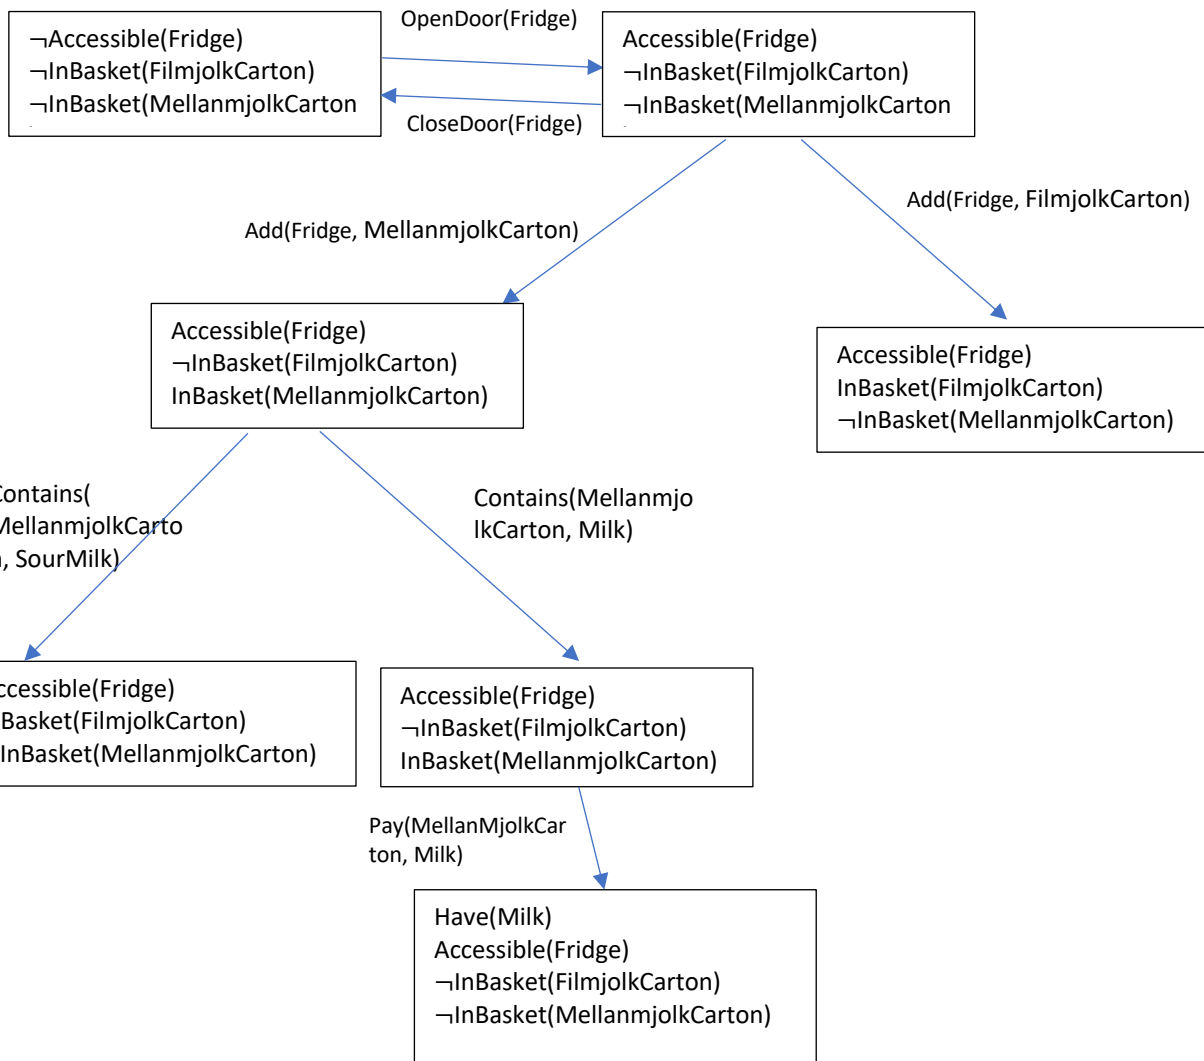 OpenDoor(Fridge)
¬Accessible(Fridge)
¬InBasket(FilmjolkCarton)
¬InBasket(MellanmjolkCarton
Accessible(Fridge)
¬InBasket(FilmjolkCarton)
¬InBasket(MellanmjolkCarton
CloseDoor(Fridge)
Add(Fridge, MellanmjolkCarton)
Add(Fridge, FilmjolkCarton)
Accessible(Fridge)
¬InBasket(FilmjolkCarton)
InBasket(MellanmjolkCarton)
Accessible(Fridge)
InBasket(FilmjolkCarton)
¬InBasket(MellanmjolkCarton)
Contains(
MellanmjolkCarto
n, SourMilk)
Contains(Mellanmjo
lkCarton, Milk)
ccessible(Fridge)
Basket(FilmjolkCarton)
InBasket(MellanmjolkCarton)
Accessible(Fridge)
¬InBasket(FilmjolkCarton)
InBasket(MellanmjolkCarton)
Pay(MellanMjolkCar
ton, Milk)
Have(Milk)
Accessible(Fridge)
¬InBasket(FilmjolkCarton)
¬InBasket(MellanmjolkCarton)